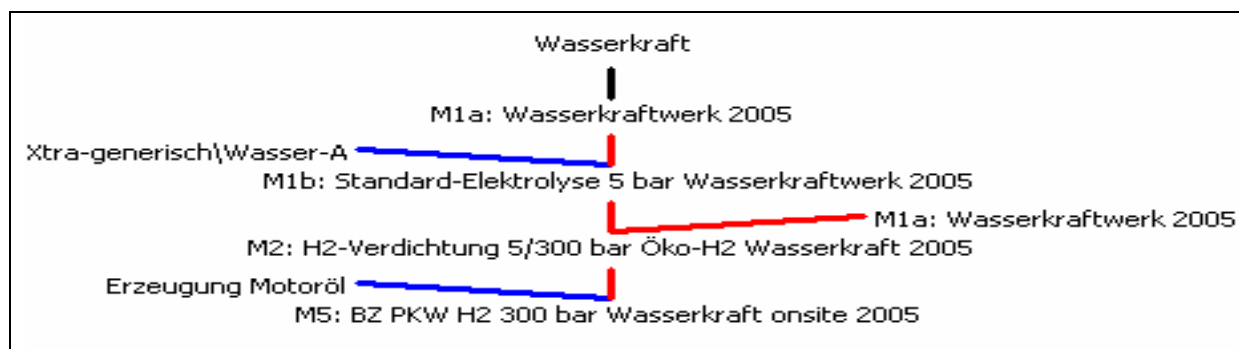 Wasserkraft
M1a: Wasserkraftwerk 2005
Xtra-generisch\Wasser-A
M1b: Standard-Elektrolyse 5 bar Wasserkraftwerk 2005
M1a: Wasserkraftwerk 2005
M2: H2-Verdichtung 5/300 bar Öko-H2 Wasserkraft 2005
Erzeugung Motoröl
M5: BZ PKW H2 300 bar Wasserkraft onsite 2005